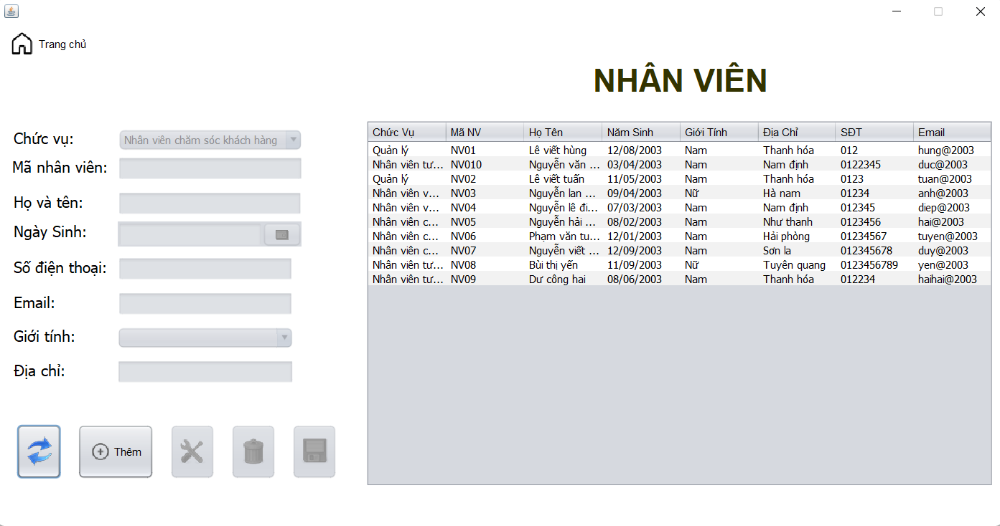 Trang chủ
NHÂN VIÊN
Chức vụ: Nhân viên chăm sóc khách hàng
Mã nhân viên:
Họ và tên:
Ngày Sinh:
Số điện thoại:
Email:
Giới tính:
Địa chỉ:
Thêm
Chức Vụ Mã NV Họ Tên Năm Sinh Giới Tính Địa Chỉ SĐT Email
Quản lý NV01 Lê viết hùng 12/08/2003 Nam Thanh hóa 012 hung@2003
Nhân viên tư... NV010 Nguyễn văn ... 03/04/2003 Nam Nam định 0122345 duc@2003
Quản lý NV02 Lê viết tuấn 11/05/2003 Nam Thanh hóa 0123 tuan@2003
Nhân viên v... NV03 Nguyễn lan ... 09/04/2003 Nữ Hà nam 01234 anh@2003
Nhân viên v... NV04 Nguyễn lê di... 07/03/2003 Nam Nam định 012345 diep@2003
Nhân viên c... NV05 Nguyễn hải ... 08/02/2003 Nam Như thanh 0123456 hai@2003
Nhân viên c... NV06 Phạm văn tu... 12/01/2003 Nam Hải phòng 01234567 tuyen@2003
Nhân viên c... NV07 Nguyễn viết ... 12/09/2003 Nam Sơn la 012345678 duy@2003
Nhân viên tư... NV08 Bùi thị yến 11/09/2003 Nữ Tuyên quang 0123456789 yen@2003
Nhân viên tư... NV09 Dư công hai 08/06/2003 Nam Thanh hóa 012234 haihai@2003